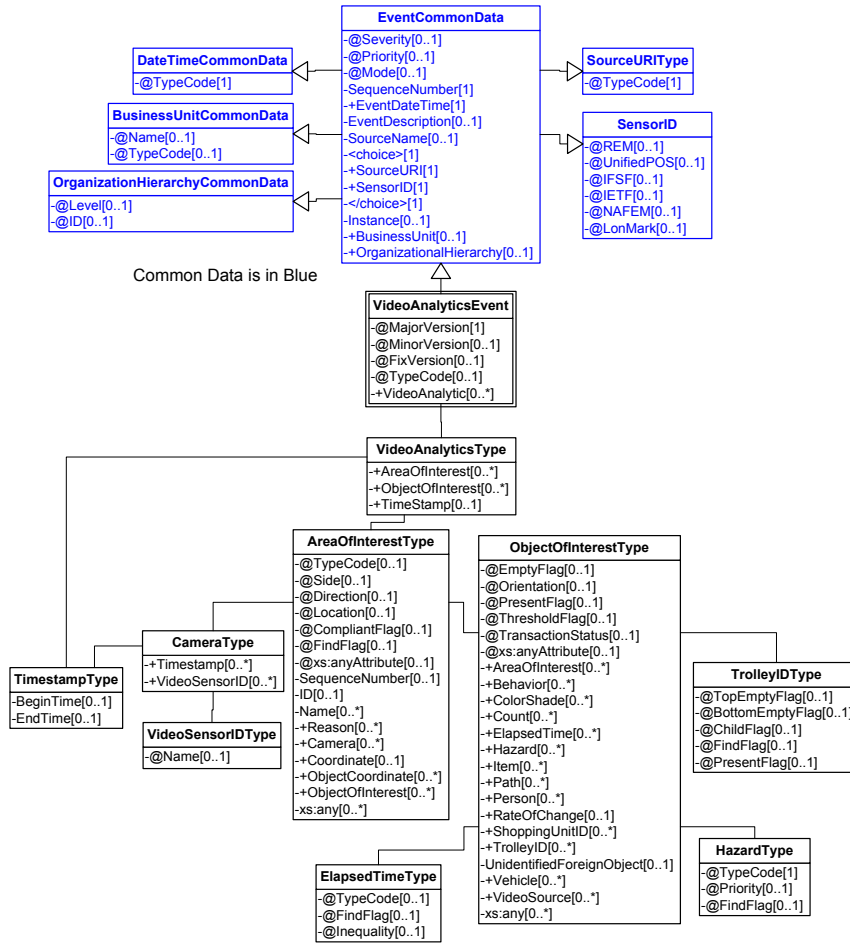 EventCommonData
-@Severity[0..1]
-@Priority[0..1]
-@Mode[0..1]
-SequenceNumber[1]
-+EventDateTime[1]
-EventDescription[0..1]
-SourceName[0..1]
-<choice>[1]
-+SourceURI[1]
-+SensorID[1]
-</choice>[1]
-Instance[0..1]
-+BusinessUnit[0..1]
-+OrganizationalHierarchy[0..1]
DateTimeCommonData
-@TypeCode[1]
BusinessUnitCommonData
-@Name[0..1]
-@TypeCode[0..1]
OrganizationHierarchyCommonData
-@Level[0..1]
-@ID[0..1]
SourceURIType
-@TypeCode[1]
SensorID
-@REM[0..1]
-@UnifiedPOS[0..1]
-@IFSF[0..1]
-@IETF[0..1]
-@NAFEM[0..1]
-@LonMark[0..1]
Common Data is in Blue
VideoAnalyticsEvent
-@MajorVersion[1]
-@MinorVersion[0..1]
-@FixVersion[0..1]
-@TypeCode[0..1]
-+VideoAnalytic[0..*]
VideoAnalyticsType
-+AreaOfInterest[0..*]
-+ObjectOfInterest[0..*]
-+TimeStamp[0..1]
AreaOfInterestType
-@TypeCode[0..1]
-@Side[0..1]
-@Direction[0..1]
-@Location[0..1]
-@CompliantFlag[0..1]
-@FindFlag[0..1]
-@xs:anyAttribute[0..1]
-SequenceNumber[0..1]
-ID[0..1]
-Name[0..*]
-+Reason[0..*]
-+Camera[0..*]
-+Coordinate[0..1]
-+ObjectCoordinate[0..*]
-+ObjectOfInterest[0..*]
-xs:any[0..*]
ObjectOfInterestType
-@EmptyFlag[0..1]
-@Orientation[0..1]
-@PresentFlag[0..1]
-@ThresholdFlag[0..1]
-@TransactionStatus[0..1]
-@xs:anyAttribute[0..1]
-+AreaOfInterest[0..*]
-+Behavior[0..*]
-+ColorShade[0..*]
-+Count[0..*]
-+ElapsedTime[0..*]
-+Hazard[0..*]
-+Item[0..*]
-+Path[0..*]
-+Person[0..*]
-+RateOfChange[0..1]
-+ShoppingUnitID[0..*]
-+TrolleyID[0..*]
-UnidentifiedForeignObject[0..1]
-+Vehicle[0..*]
-+VideoSource[0..*]
-xs:any[0..*]
CameraType
-+Timestamp[0..*]
-+VideoSensorID[0..*]
TimestampType
-BeginTime[0..1]
-EndTime[0..1]
VideoSensorIDType
-@Name[0..1]
TrolleyIDType
-@TopEmptyFlag[0..1]
-@BottomEmptyFlag[0..1]
-@ChildFlag[0..1]
-@FindFlag[0..1]
-@PresentFlag[0..1]
ElapsedTimeType
-@TypeCode[0..1]
-@FindFlag[0..1]
-@Inequality[0..1]
HazardType
-@TypeCode[1]
-@Priority[0..1]
-@FindFlag[0..1]